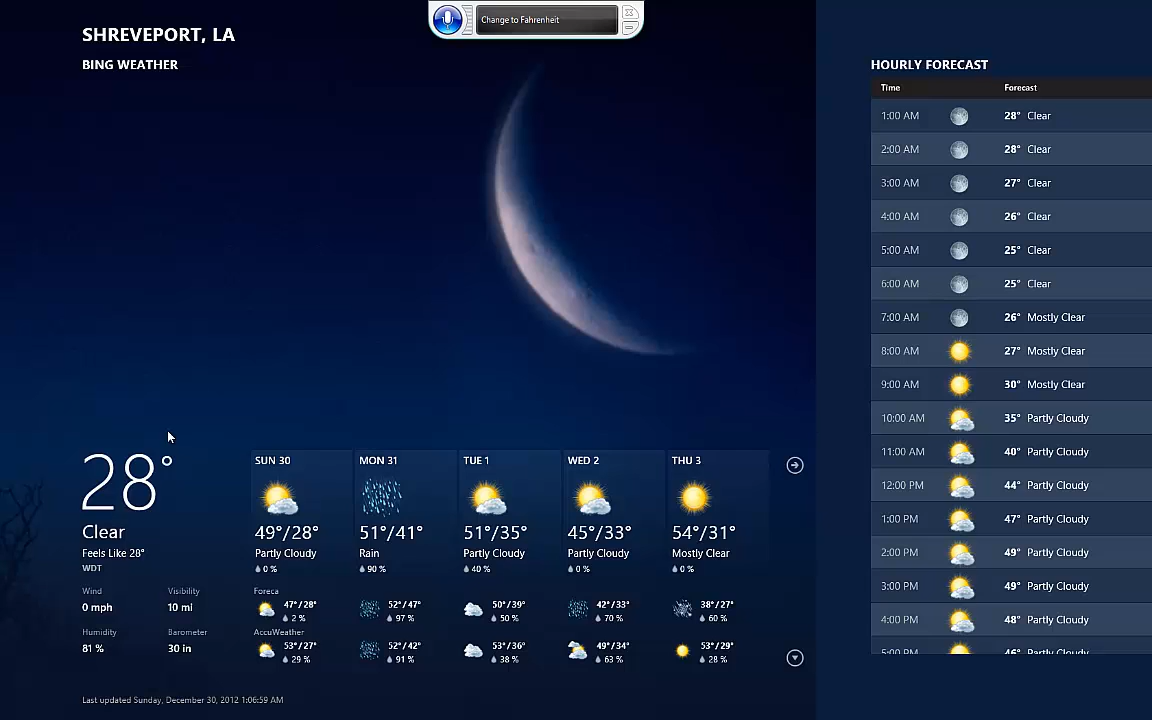 Change to Fahrenheit
SHREVEPORT, LA
BING WEATHER
28°
Clear
Feels Like 28°
WDT
Wind
0 mph
Visibility
10 mi
Humidity
81 %
Barometer
30 in
SUN 30
49°/28°
Partly Cloudy
0 %
MON 31
51°/41°
Rain
90 %
TUE 1
51°/35°
Partly Cloudy
40 %
WED 2
45°/33°
Partly Cloudy
0 %
THU 3
54°/31°
Mostly Clear
0 %
Foreca
47°/28°
2 %
52°/47°
97 %
50°/39°
50 %
42°/33°
70 %
38°/27°
60 %
AccuWeather
53°/27°
29 %
52°/42°
91 %
53°/36°
38 %
49°/34°
63 %
53°/29°
28 %
Last updated Sunday, December 30, 2012 1:06:59 AM
HOURLY FORECAST
Time Forecast
1:00 AM 28° Clear
2:00 AM 28° Clear
3:00 AM 27° Clear
4:00 AM 26° Clear
5:00 AM 25° Clear
6:00 AM 25° Clear
7:00 AM 26° Mostly Clear
8:00 AM 27° Mostly Clear
9:00 AM 30° Mostly Clear
10:00 AM 35° Partly Cloudy
11:00 AM 40° Partly Cloudy
12:00 PM 44° Partly Cloudy
1:00 PM 47° Partly Cloudy
2:00 PM 49° Partly Cloudy
3:00 PM 49° Partly Cloudy
4:00 PM 48° Partly Cloudy
5:00 PM 46° Partly Cloudy